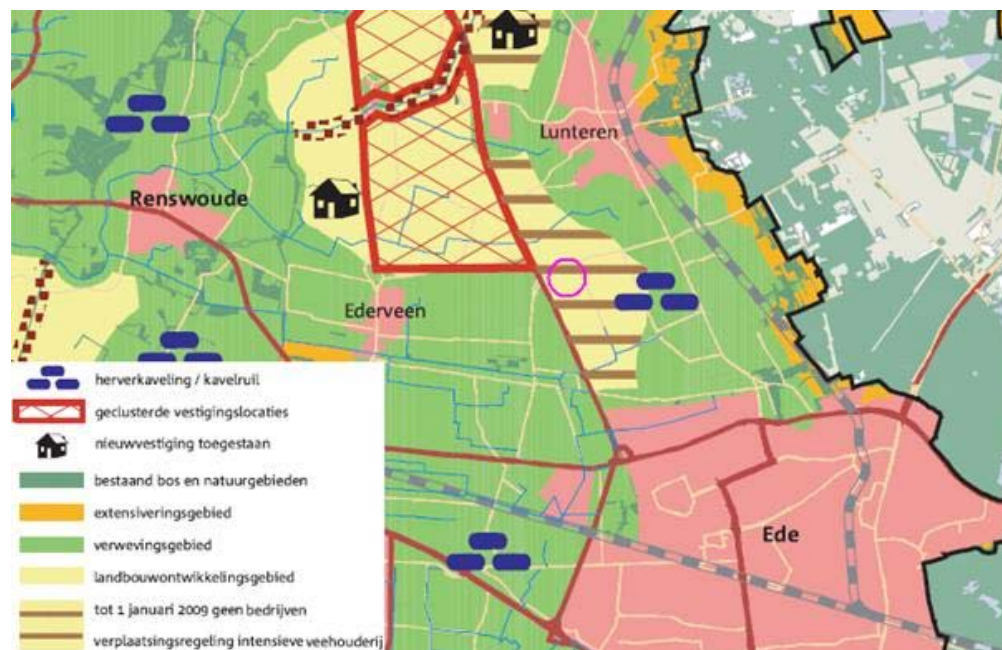 Lunteren
Renswoude
Ederveen
Ede
herverkaveling / kavelruil
geclusterde vestigingslocaties
nieuwvestiging toegestaan
bestaand bos en natuurgebieden
extensiveringsgebied
verwevingsgebied
landbouwontwikkelingsgebied
tot 1 januari 2009 geen bedrijven
verplaatsingsregeling intensieve veehouderij